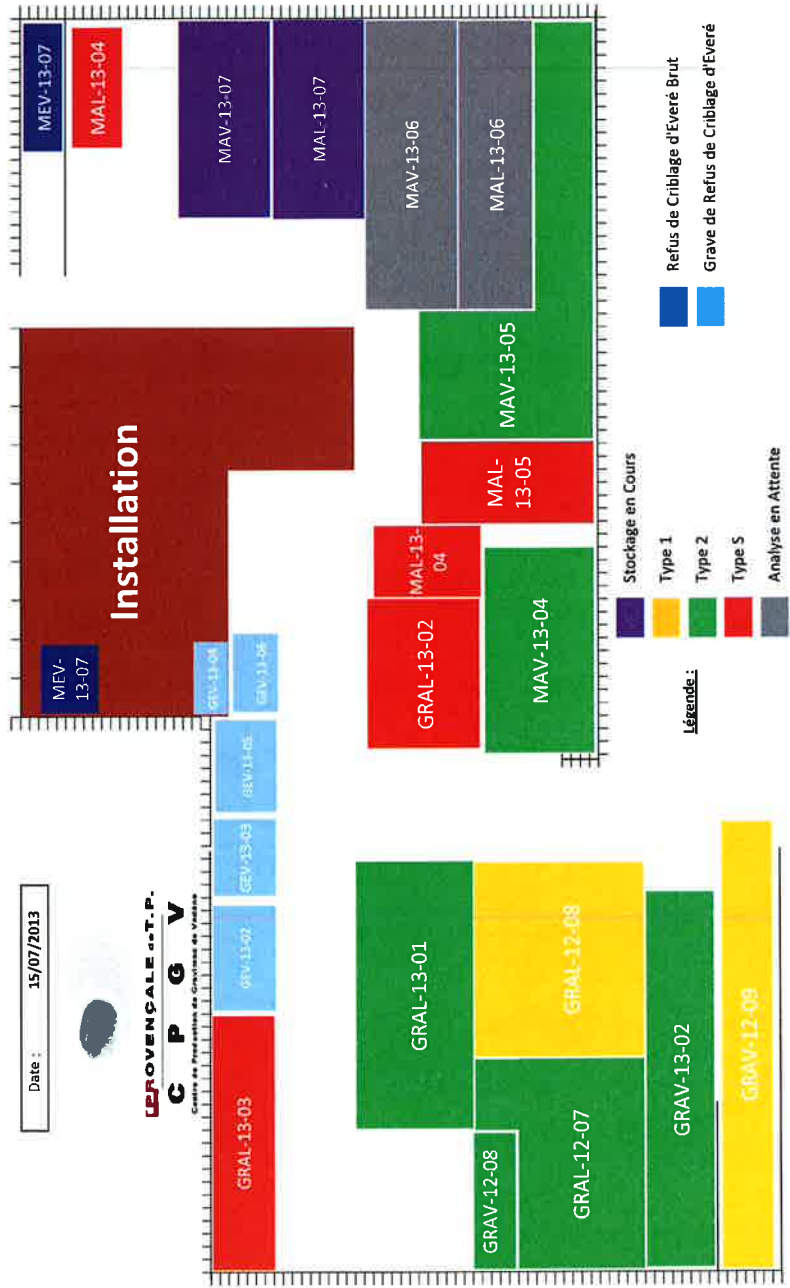 Date : 15/07/2013
PROVENÇALE de T.P.
C P G V
Centre de Production de
MEV-13-07
Installation
MEV-13-07
MAL-13-04
GRAL-13-03
GEV-13-02
GEV-13-03
GEV-13-05
GEV-13-04
GEV-13-06
MAV-13-07
MAL-13-07
GRAL-13-01
GRAL-13-02
MAL-13-
04
MAV-13-06
MAL-13-06
GRAV-12-08
GRAL-12-07
GRAL-12-08
MAV-13-04
MAL-
13-05
MAV-13-05
GRAV-13-02
GRAV-12-09
Légende :
Stockage en Cours
Type 1
Type 2
Type S
Analyse en Attente
Refus de Criblage d'Everé Brut
Grave de Refus de Criblage d'Everé